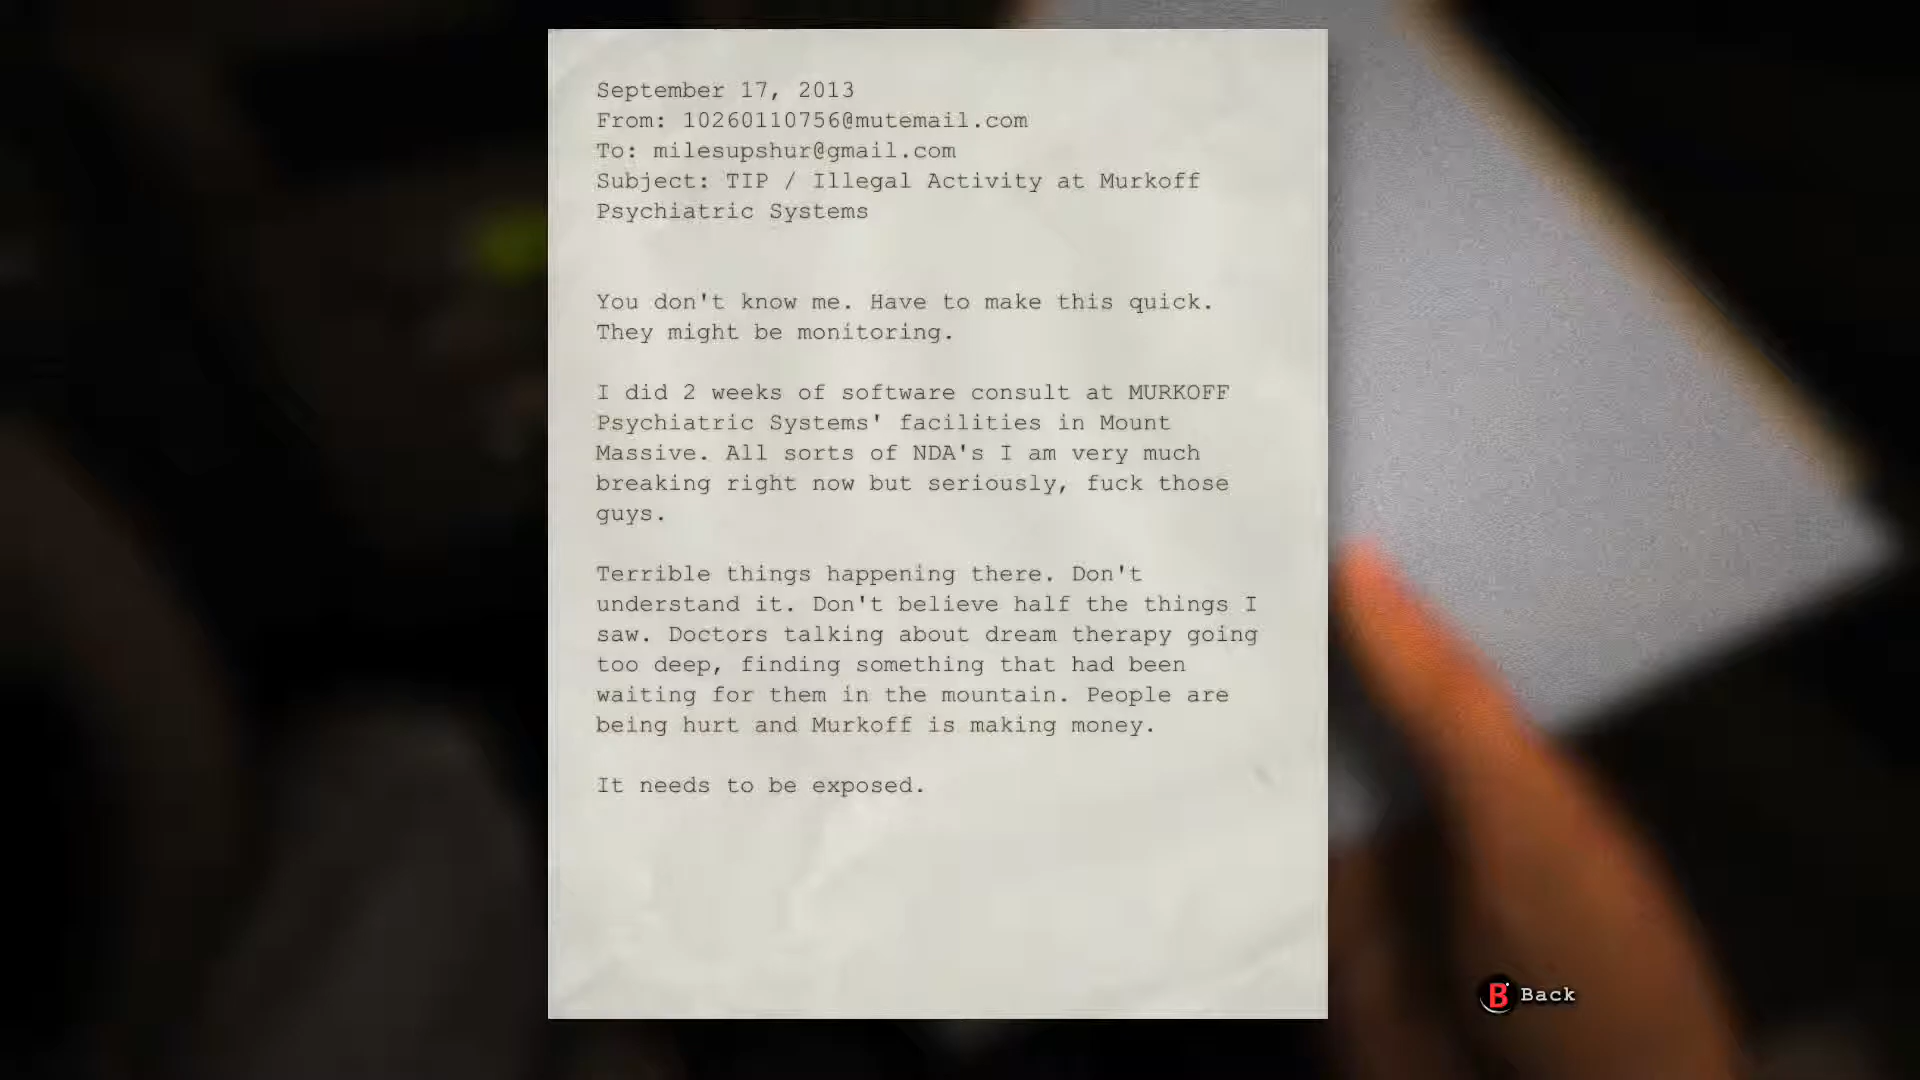 September 17, 2013
From: 10260110756@mutemail.com
To: milesupshur@gmail.com
Subject: TIP / Illegal Activity at Murkoff
Psychiatric Systems
You don't know me. Have to make this quick.
They might be monitoring.
I did 2 weeks of software consult at MURKOFF
Psychiatric Systems' facilities in Mount
Massive. All sorts of NDA's I am very much
breaking right now but seriously, fuck those
guys.
Terrible things happening there. Don't
understand it. Don't believe half the things I
saw. Doctors talking about dream therapy going
too deep, finding something that had been
waiting for them in the mountain. People are
being hurt and Murkoff is making money.
It needs to be exposed.
B Back